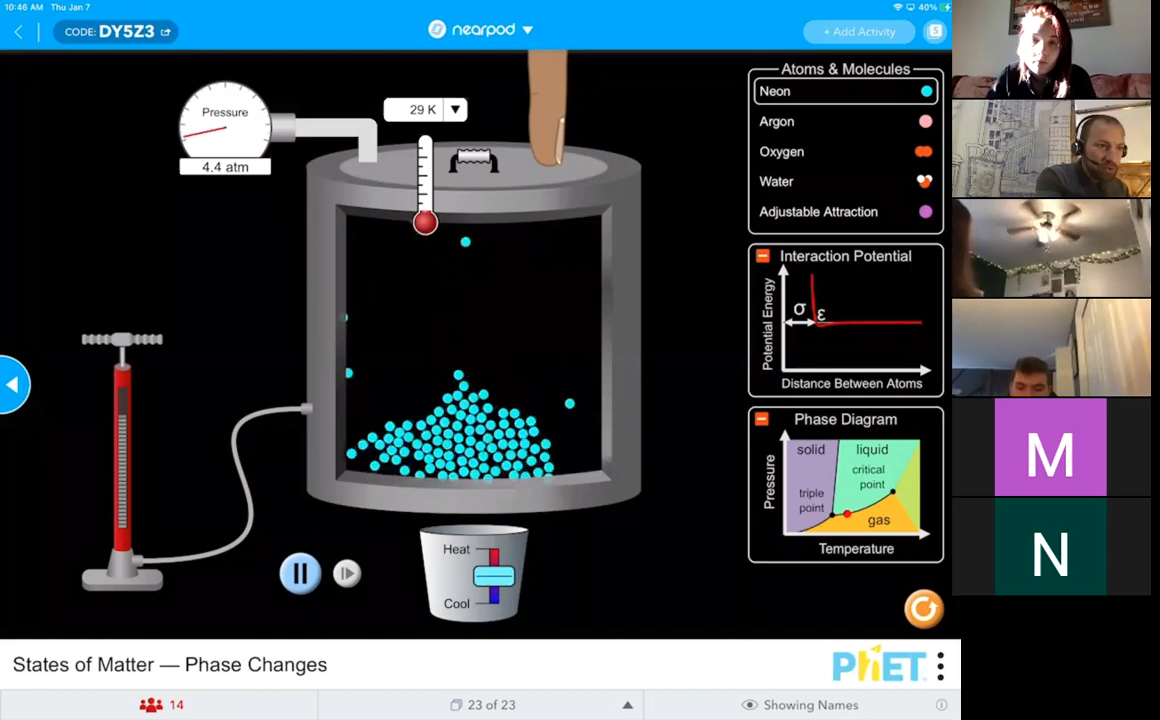 10:46 AM Thu Jan 7
40%
CODE: DY5Z3
nearpod
+ Add Activity
S
Pressure
4.4 atm
29 K
Atoms & Molecules
Neon
Argon
Oxygen
Water
Adjustable Attraction
Interaction Potential
Potential Energy
σ
ε
Distance Between Atoms
Phase Diagram
Pressure
solid
liquid
critical
point
triple
point
gas
Temperature
Heat
Cool
M
N
States of Matter — Phase Changes
PhET
14
23 of 23
Showing Names